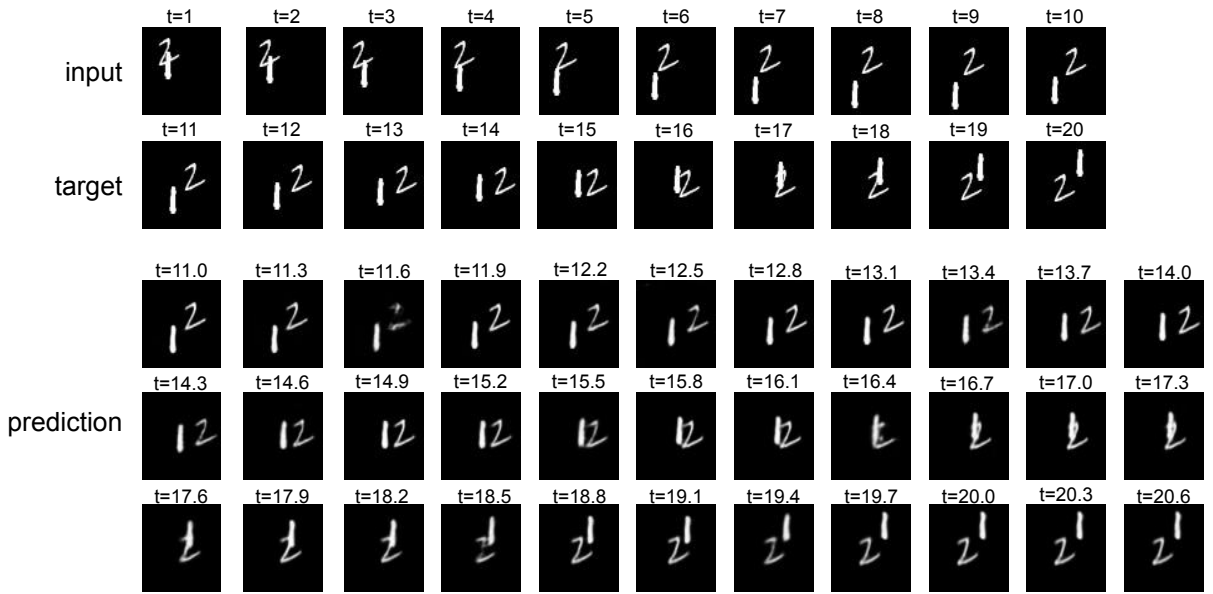 t=1 t=2 t=3 t=4 t=5 t=6 t=7 t=8 t=9 t=10
input
t=11 t=12 t=13 t=14 t=15 t=16 t=17 t=18 t=19 t=20
target
t=11.0 t=11.3 t=11.6 t=11.9 t=12.2 t=12.5 t=12.8 t=13.1 t=13.4 t=13.7 t=14.0
t=14.3 t=14.6 t=14.9 t=15.2 t=15.5 t=15.8 t=16.1 t=16.4 t=16.7 t=17.0 t=17.3
prediction
t=17.6 t=17.9 t=18.2 t=18.5 t=18.8 t=19.1 t=19.4 t=19.7 t=20.0 t=20.3 t=20.6